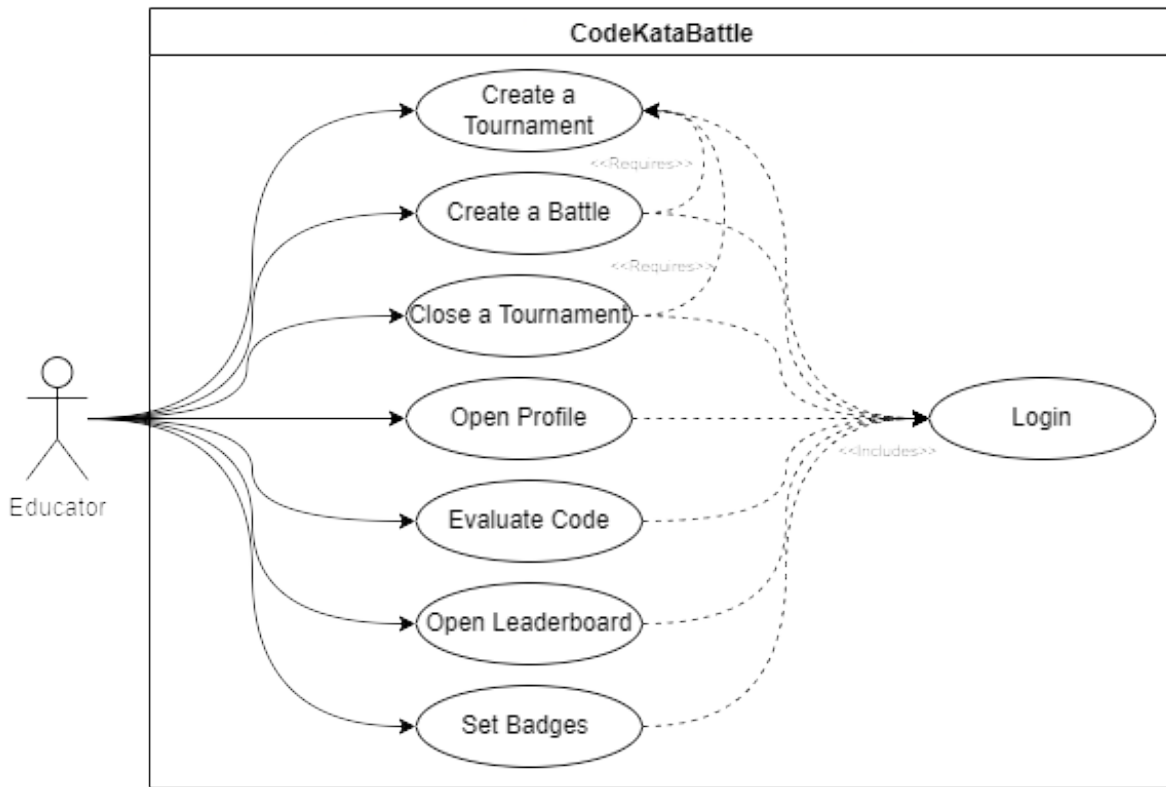 CodeKataBattle
Create a
Tournament
<<Requires>>
Create a Battle
<<Requires>>
Close a Tournament
Open Profile
Login
<<Includes>>
Educator
Evaluate Code
Open Leaderboard
Set Badges